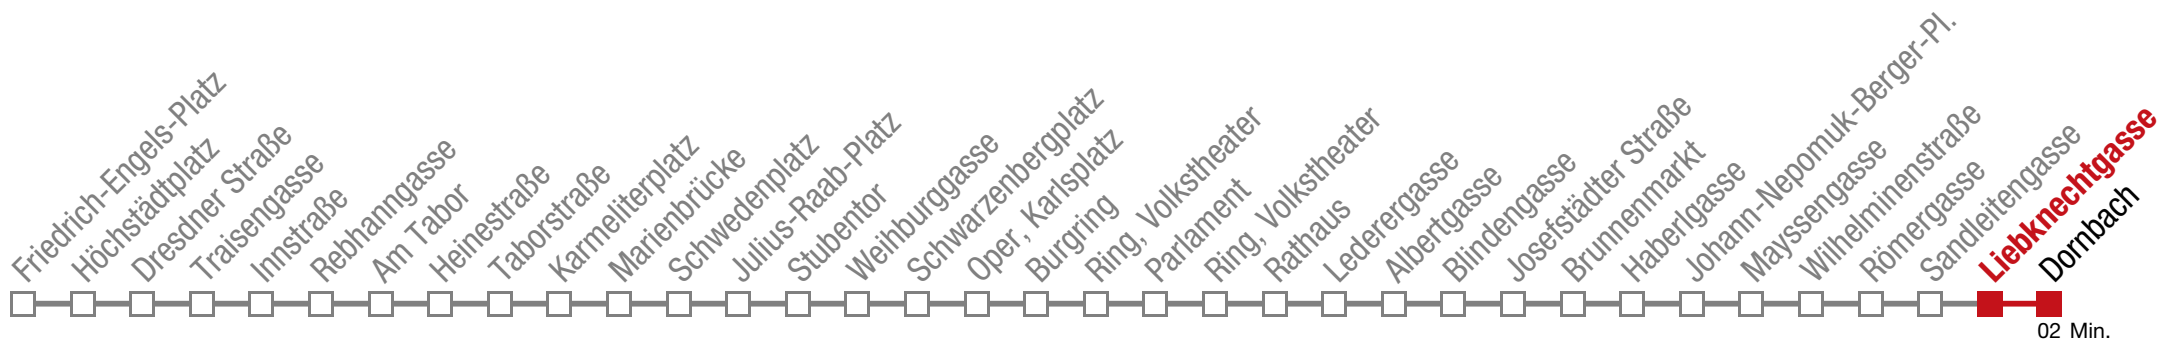 Friedrich-Engels-Platz
Höchstädtplatz
Dresdner Straße
Traisengasse
Innstraße
Rebhanngasse
Am Tabor
Heinestraße
Taborstraße
Karmeliterplatz
Marienbrücke
Schwedenplatz
Julius-Raab-Platz
Stubentor
Weihburggasse
Schwarzenbergplatz
Oper, Karlsplatz
Burgring
Ring, Volkstheater
Parlament
Ring, Volkstheater
Rathaus
Lederergasse
Albertgasse
Blindengasse
Josefstädter Straße
Brunnenmarkt
Haberlgasse
Johann-Nepomuk-Berger-Pl.
Mayssengasse
Wilhelminenstraße
Römergasse
Sandleitengasse
Liebknechtgasse
Dornbach
02 Min.